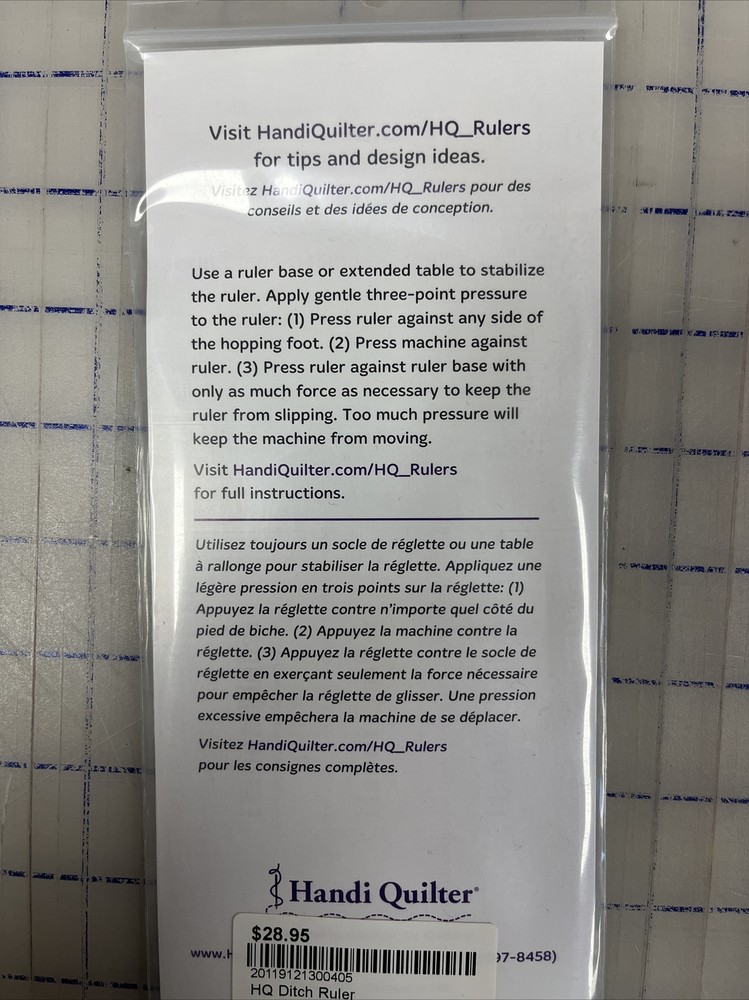 Visit HandiQuilter.com/HQ_Rulers
for tips and design ideas.
Visitez HandiQuilter.com/HQ_Rulers pour des
conseils et des idées de conception.
Use a ruler base or extended table to stabilize
the ruler. Apply gentle three-point pressure
to the ruler: (1) Press ruler against any side of
the hopping foot. (2) Press machine against
ruler. (3) Press ruler against ruler base with
only as much force as necessary to keep the
ruler from slipping. Too much pressure will
keep the machine from moving.
Visit HandiQuilter.com/HQ_Rulers
for full instructions.
Utilisez toujours un socle de réglette ou une table
à rallonge pour stabiliser la réglette. Appliquez une
légère pression en trois points sur la réglette: (1)
Appuyez la réglette contre n'importe quel côté du
pied de biche. (2) Appuyez la machine contre la
réglette. (3) Appuyez la réglette contre le socle de
réglette en exerçant seulement la force nécessaire
pour empêcher la réglette de glisser. Une pression
excessive empêchera la machine de se déplacer.
Visitez HandiQuilter.com/HQ_Rulers
pour les consignes complètes.
Handi Quilter®
$28.95
www.H 97-8458)
20119121300405
HQ Ditch Ruler